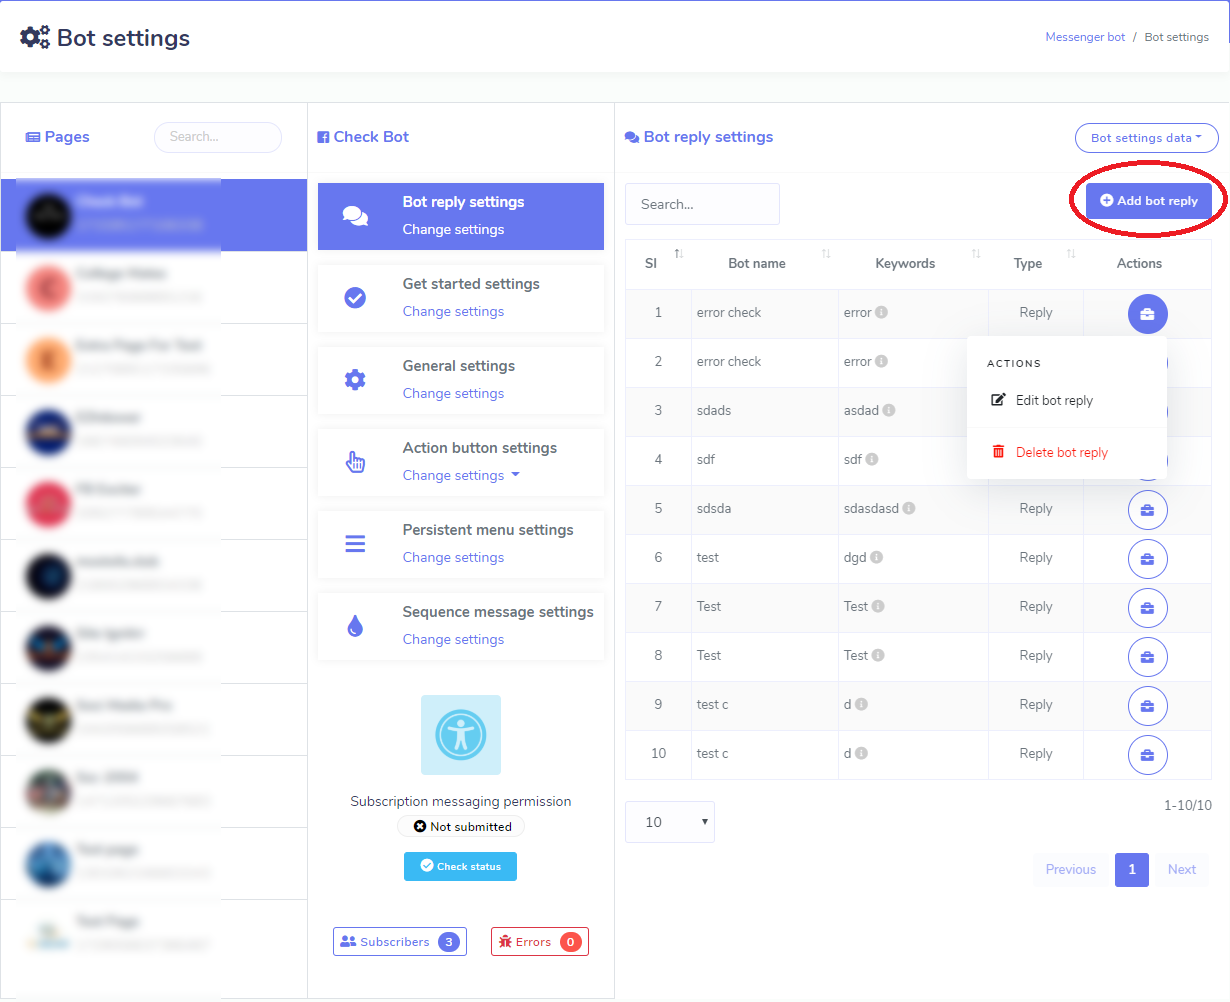 Bot settings
Messenger bot / Bot settings
Pages
Search...
Check Bot
Bot reply settings
Change settings
Get started settings
Change settings
General settings
Change settings
Action button settings
Change settings
Persistent menu settings
Change settings
Sequence message settings
Change settings
Subscription messaging permission
Not submitted
Check status
Subscribers 3
Errors 0
Bot reply settings
Bot settings data
Search...
Add bot reply
Sl Bot name Keywords Type Actions
1 error check error Reply
2 error check error
3 sdads asdad
4 sdf sdf
5 sdsda sdasdasd Reply
6 test dgd Reply
7 Test Test Reply
8 Test Test Reply
9 test c d Reply
10 test c d Reply
ACTIONS
Edit bot reply
Delete bot reply
10
1-10/10
Previous 1 Next